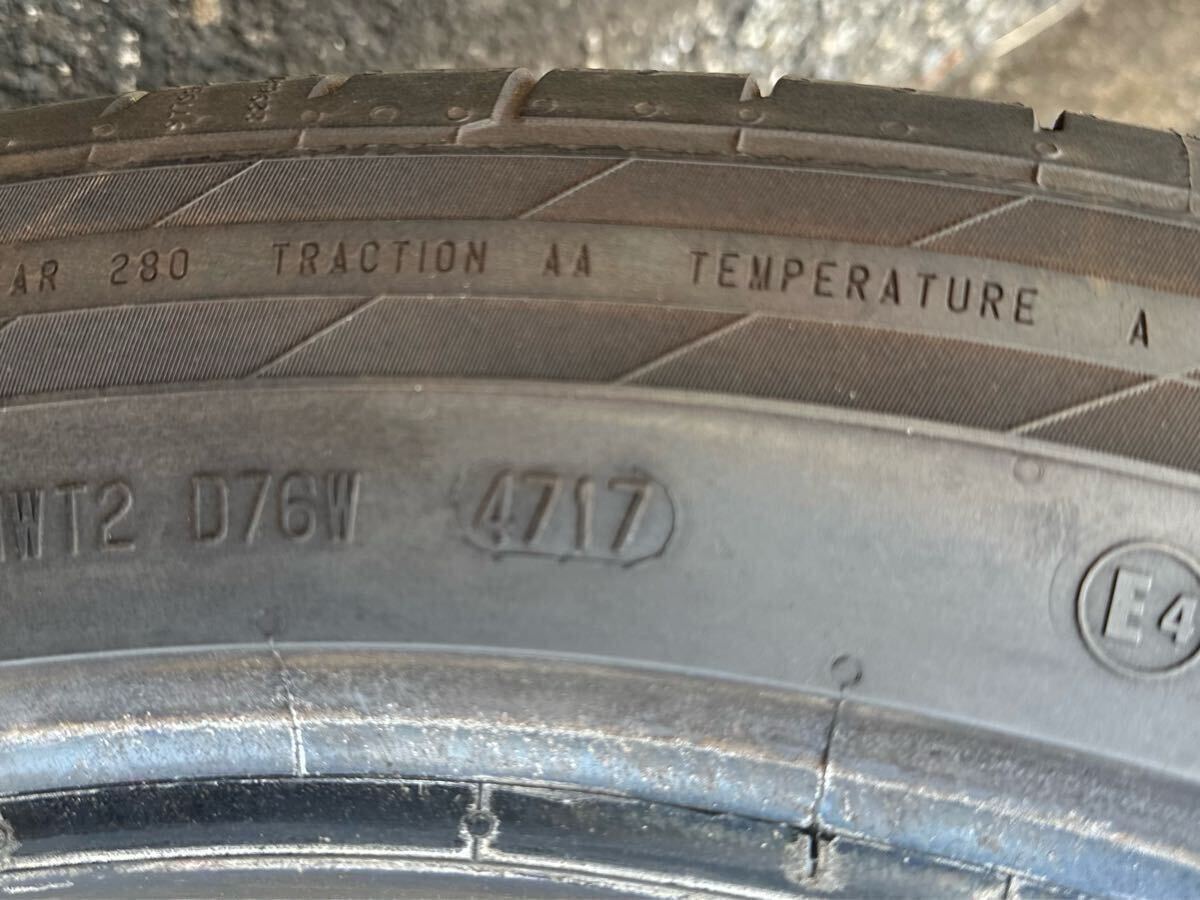 AR 280 TRACTION AA TEMPERATURE A
WT2 D76W 4717
E4